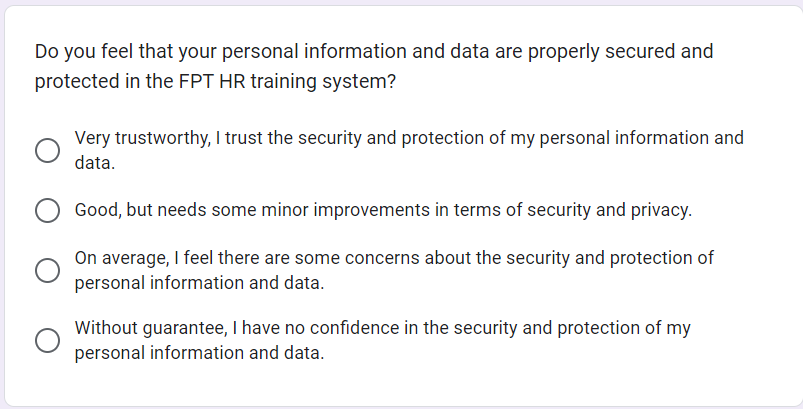 Do you feel that your personal information and data are properly secured and
protected in the FPT HR training system?
Very trustworthy, I trust the security and protection of my personal information and
data.
Good, but needs some minor improvements in terms of security and privacy.
On average, I feel there are some concerns about the security and protection of
personal information and data.
Without guarantee, I have no confidence in the security and protection of my
personal information and data.